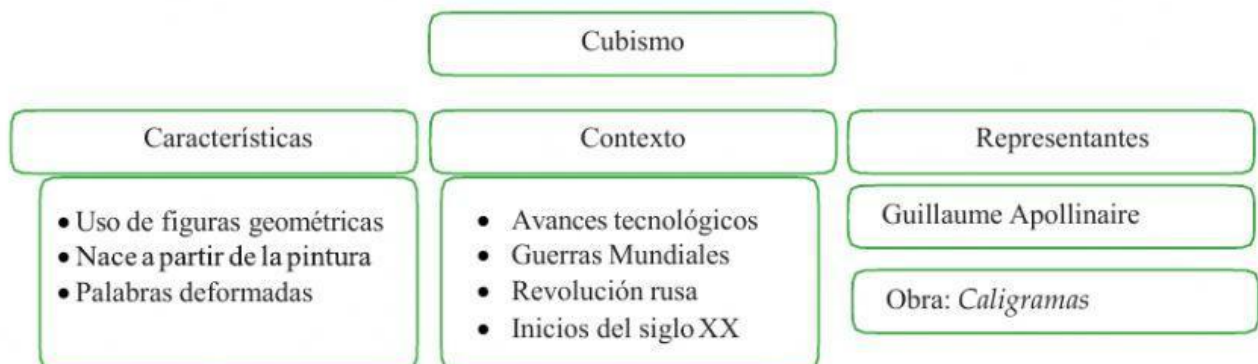 Cubismo
Característícas
Contexto
Representantes
• Uso de figuras geométricas
• Nace a partir de la pintura
• Palabras deformadas
• Avances tecnológicos
• Guerras Mundiales
• Revolución rusa
• Inicios del siglo XX
Guillaume Apollinaire
Obra: Caligramas